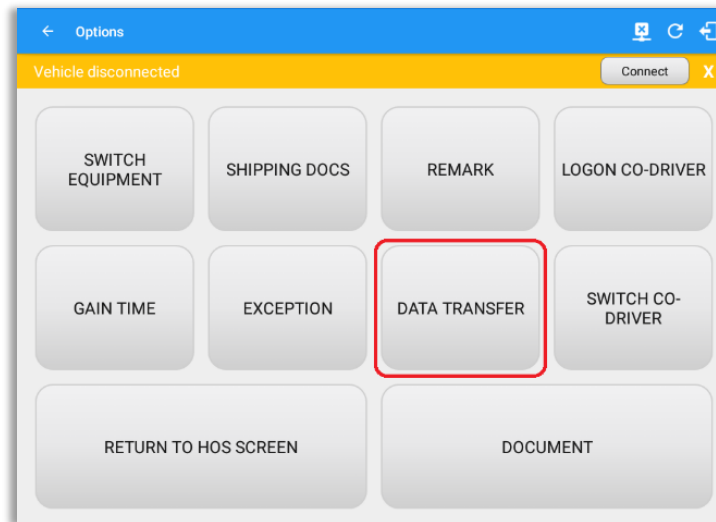 Options
Vehicle disconnected
Connect
X
SWITCH
EQUIPMENT
SHIPPING DOCS
REMARK
LOGON CO-DRIVER
GAIN TIME
EXCEPTION
DATA TRANSFER
SWITCH CO-
DRIVER
RETURN TO HOS SCREEN
DOCUMENT